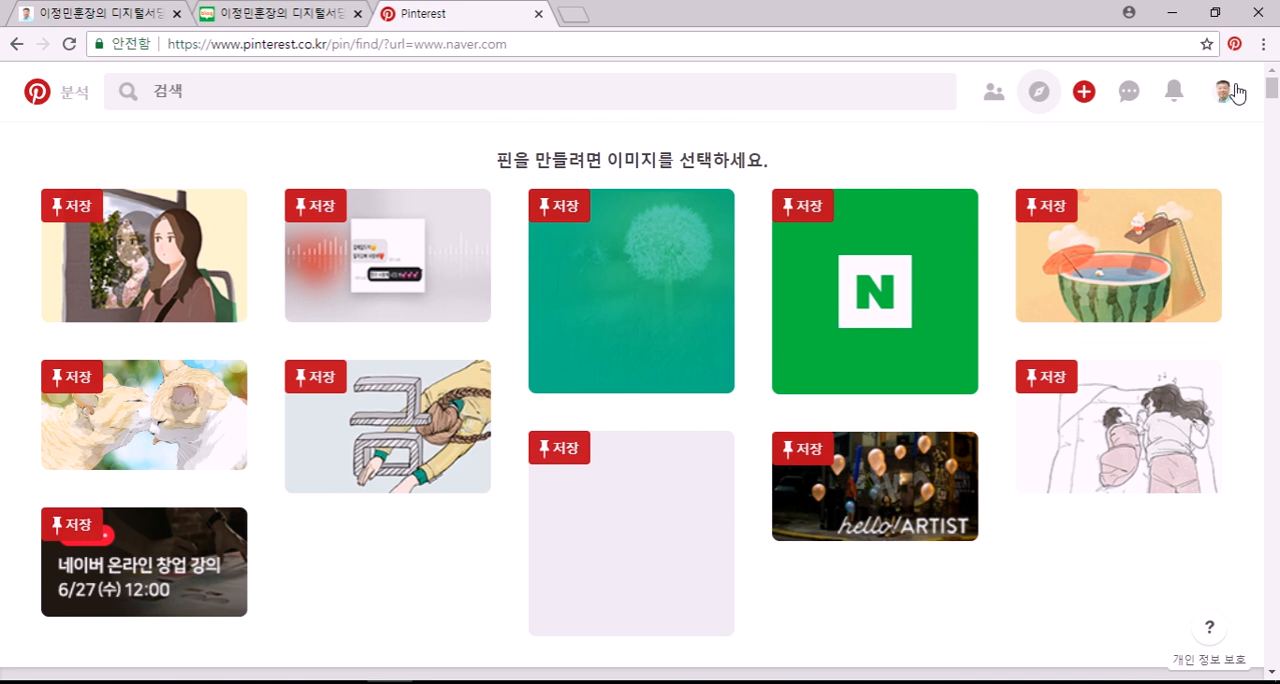 이정민훈장의 디지털서당
이정민훈장의 디지털서당
Pinterest
안전함
https://www.pinterest.co.kr/pin/find/?url=www.naver.com
분석
검색
핀을 만들려면 이미지를 선택하세요.
저장
저장
저장
저장
저장
N
저장
저장
저장
저장
저장
hello! ARTIST
저장
네이버 온라인 창업 강의
6/27(수) 12:00
?
개인 정보 보호